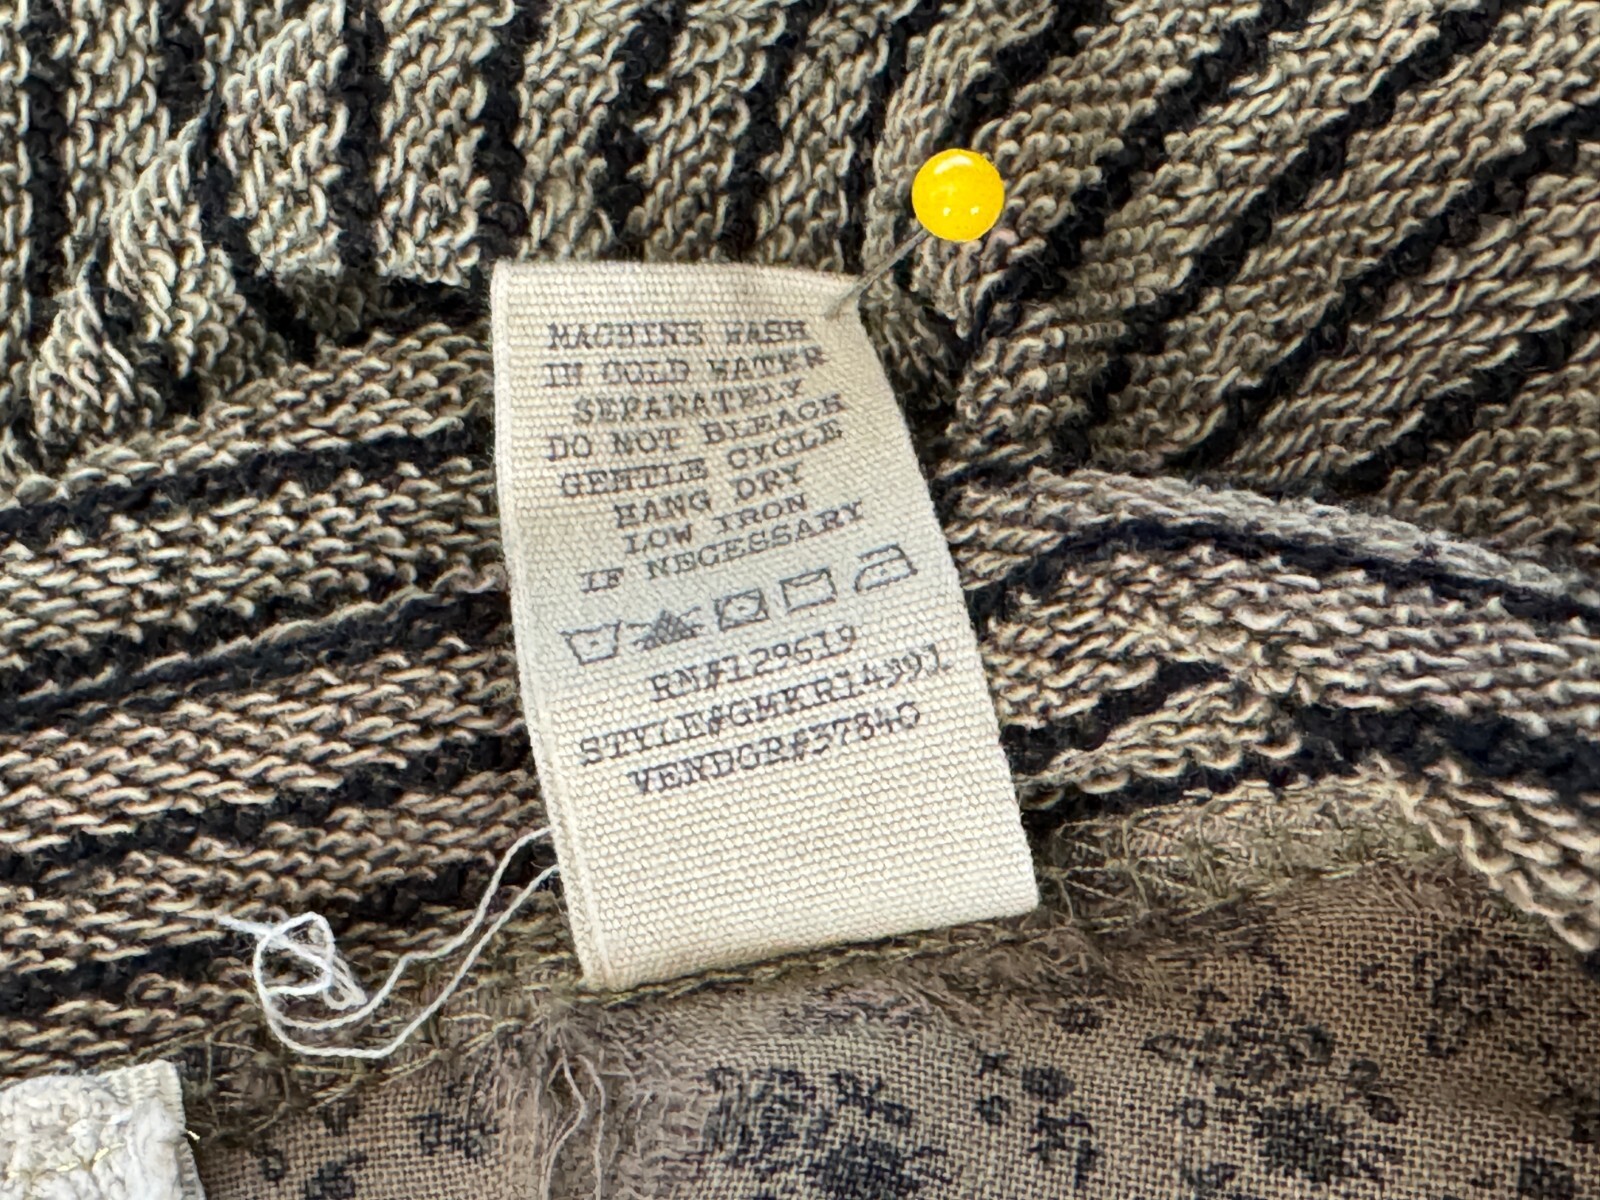 MACHINE WASH
IN COLD WATER
SEPARATELY
DO NOT BLEACH
GENTLE CYCLE
HANG DRY
LOW IRON
IF NECESSARY
RN#129619
STYLE#GMKR14991
VENDOR#37840